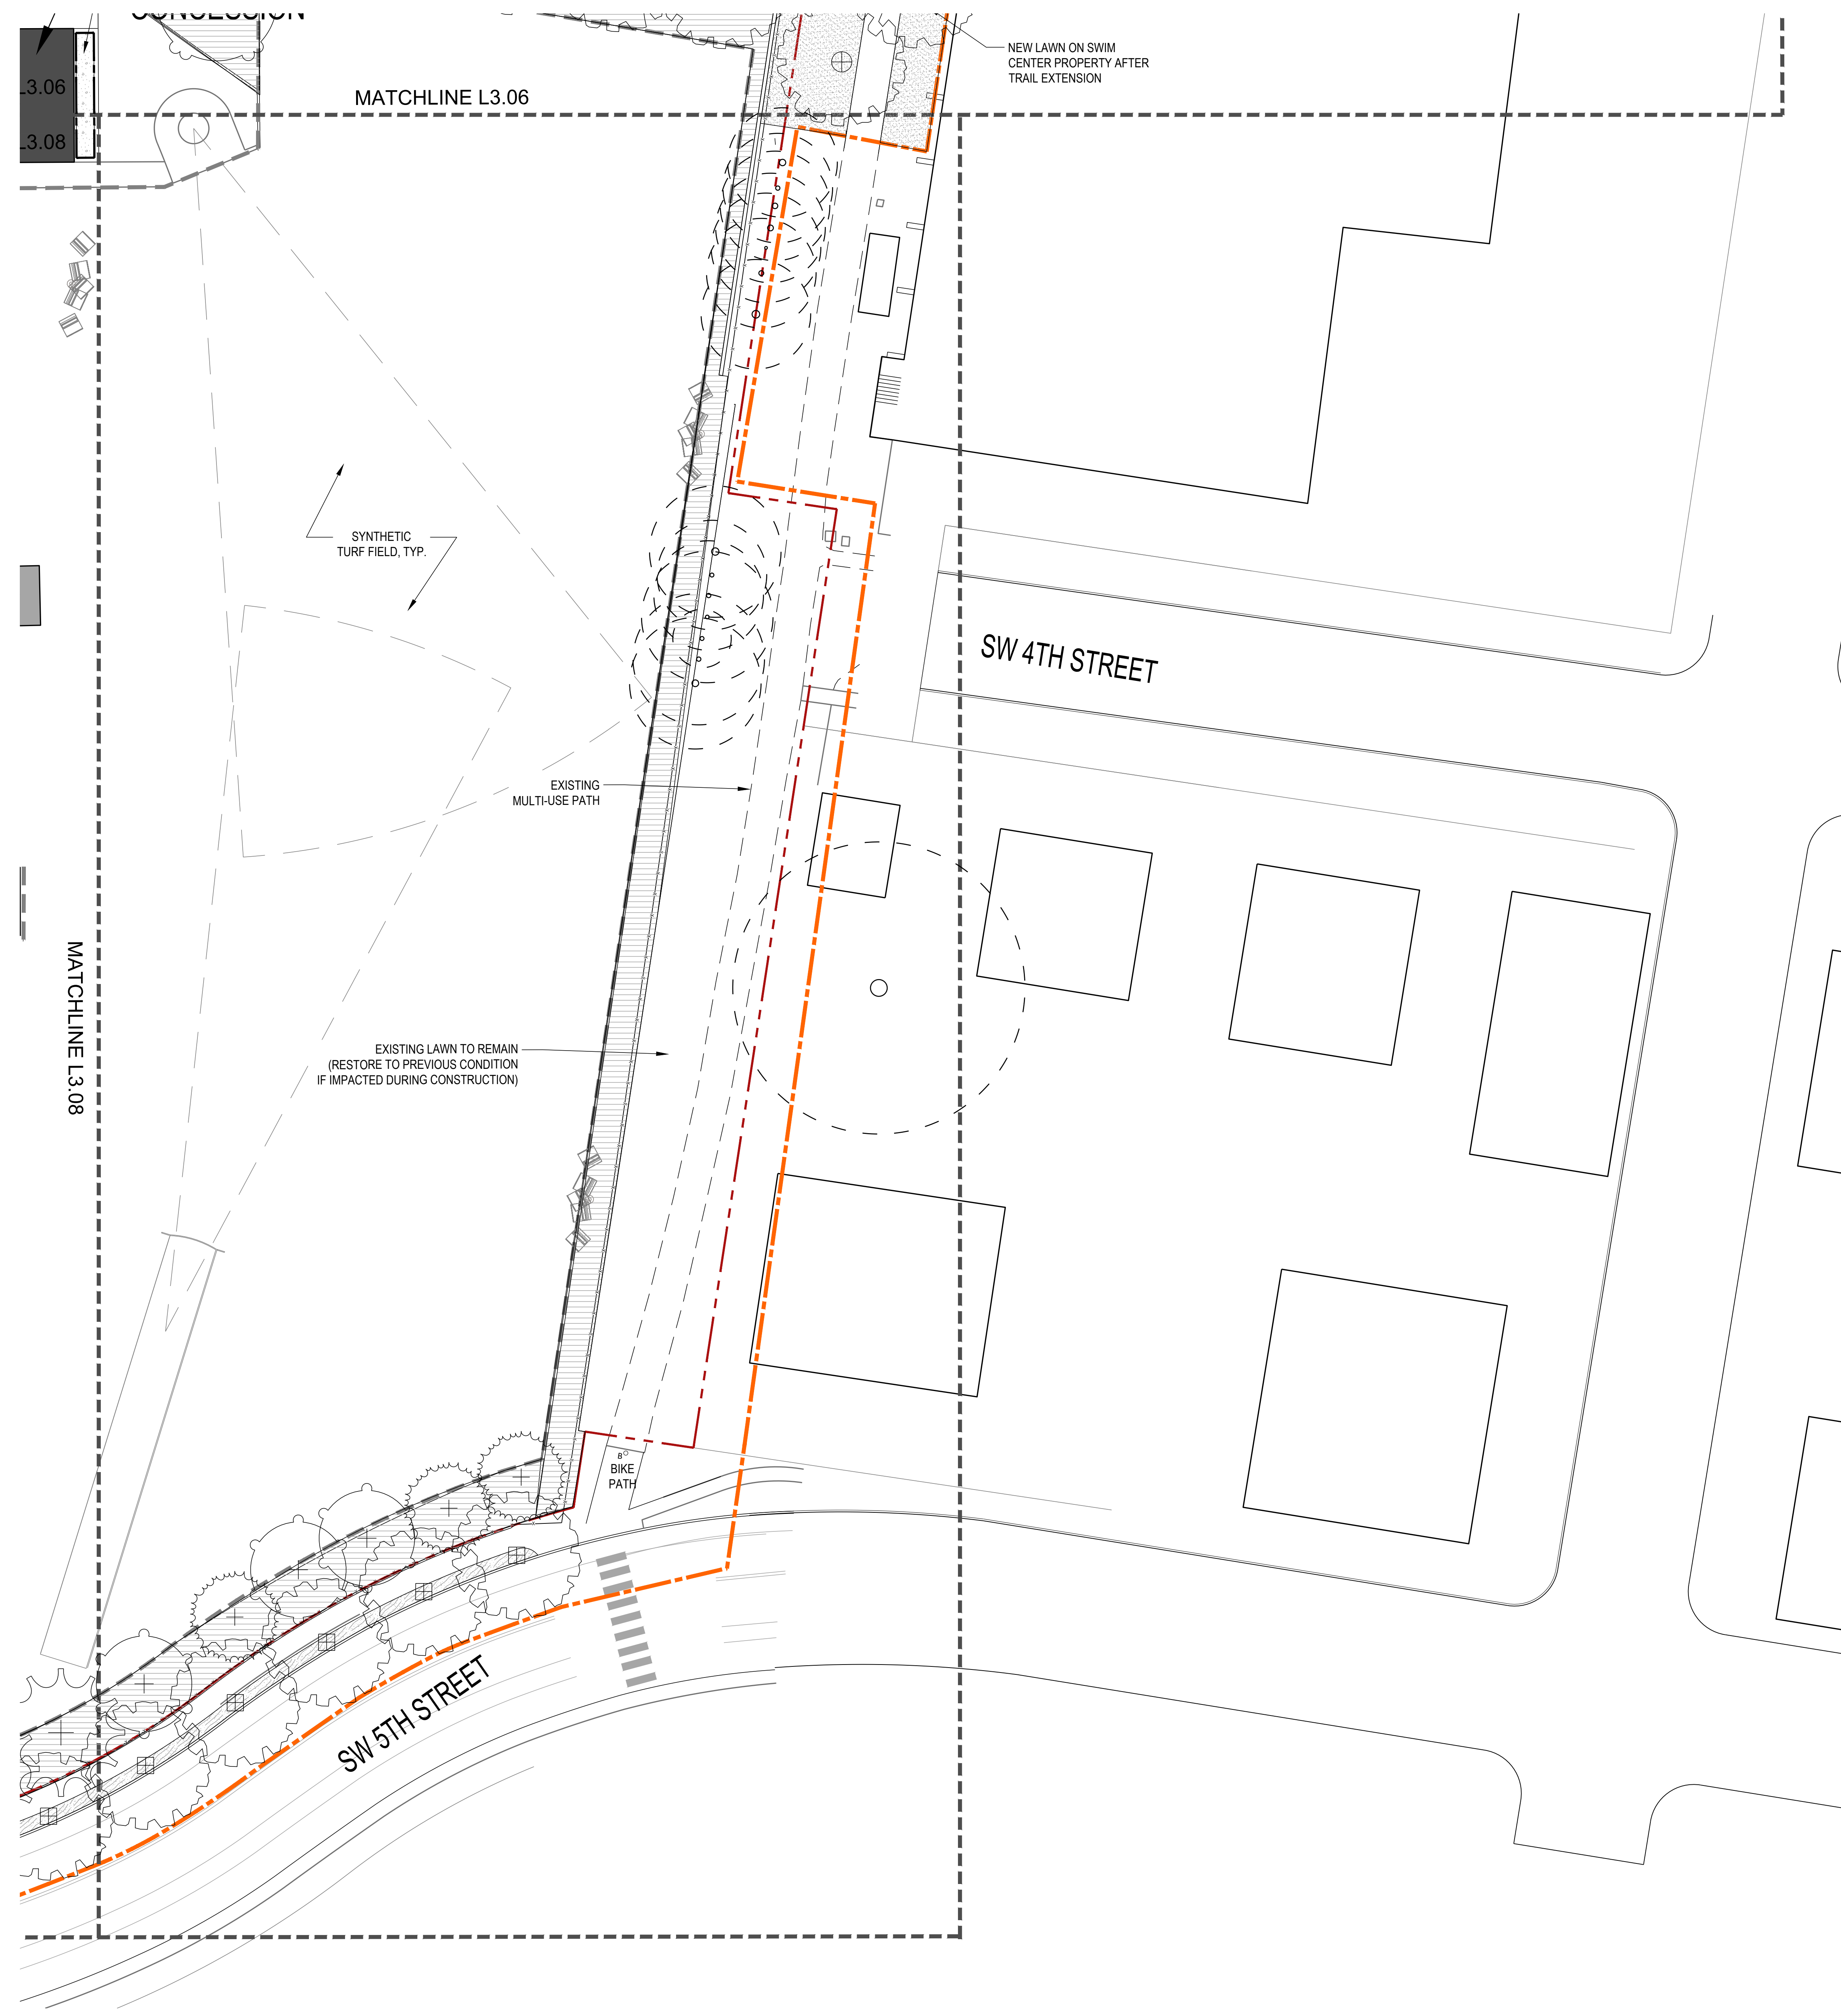 CONCESSION
NEW LAWN ON SWIM
CENTER PROPERTY AFTER
TRAIL EXTENSION
L3.06
MATCHLINE L3.06
L3.08
SYNTHETIC
TURF FIELD, TYP.
SW 4TH STREET
EXISTING
MULTI-USE PATH
MATCHLINE L3.08
EXISTING LAWN TO REMAIN
(RESTORE TO PREVIOUS CONDITION
IF IMPACTED DURING CONSTRUCTION)
B
BIKE
PATH
SW 5TH STREET